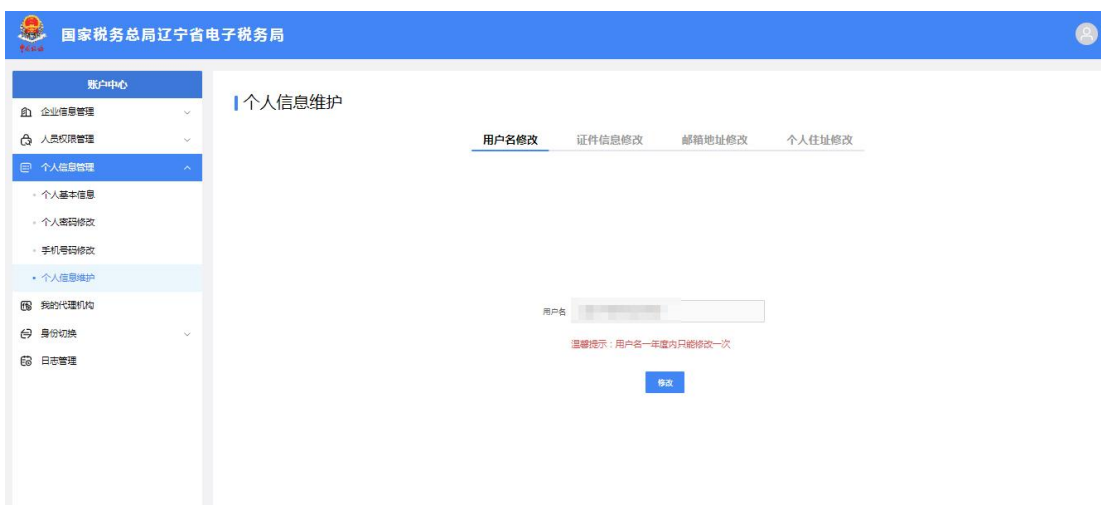 国家税务总局辽宁省电子税务局
账户中心
企业信息管理
人员权限管理
个人信息管理
个人基本信息
个人密码修改
手机号码修改
个人信息维护
我的代理机构
身份切换
日志管理
个人信息维护
用户名修改 证件信息修改 邮箱地址修改 个人住址修改
用户名
温馨提示：用户名一年度内只能修改一次
修改